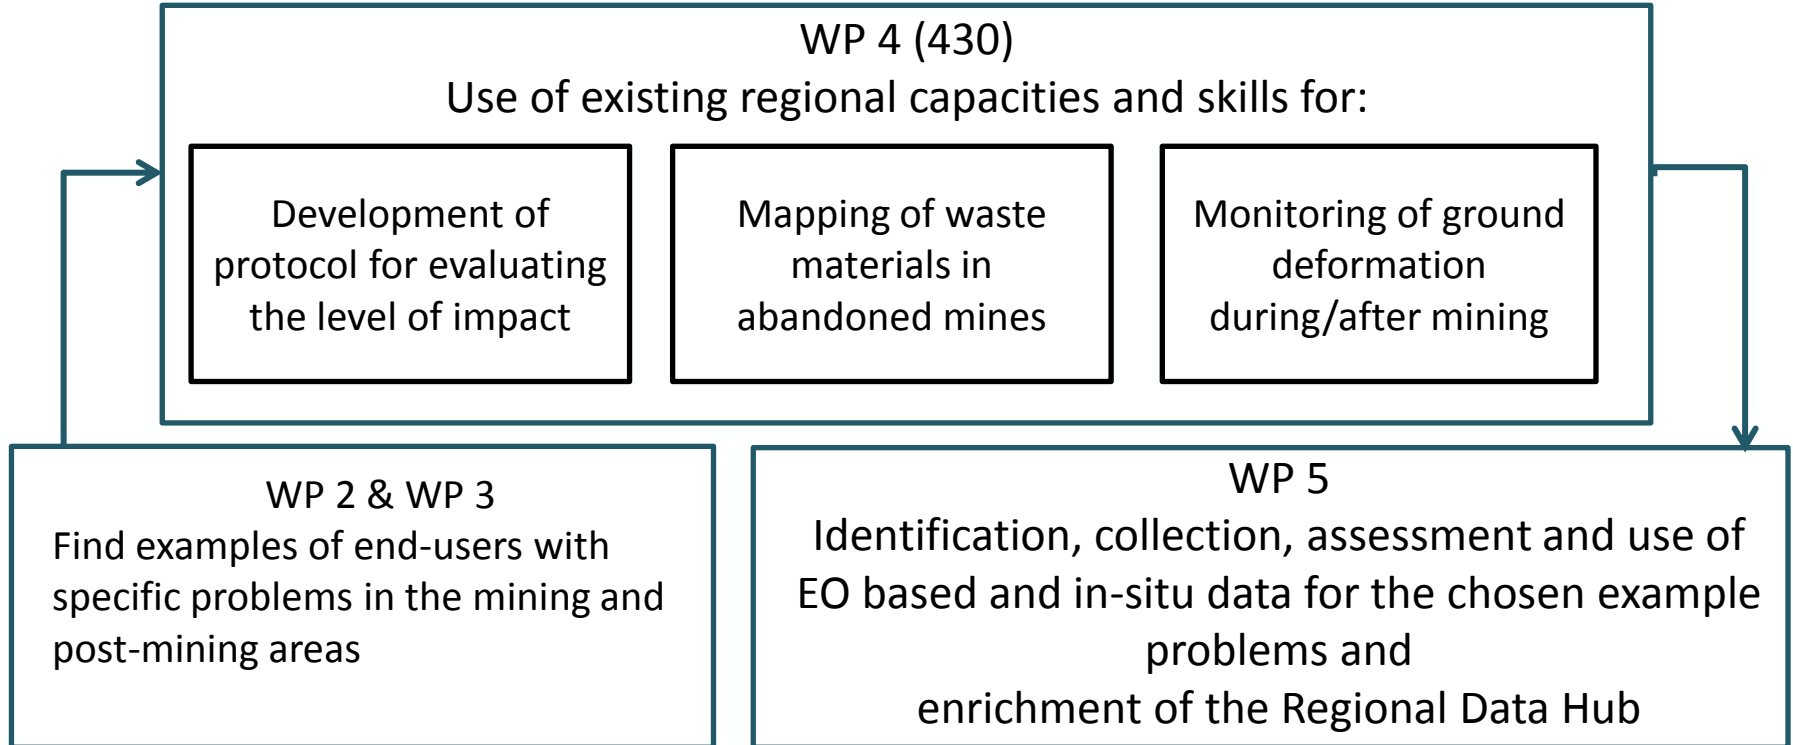 WP 4 (430)
Use of existing regional capacities and skills for:
Development of
protocol for evaluating
the level of impact
Mapping of waste
materials in
abandoned mines
Monitoring of ground
deformation
during/after mining
WP 2 & WP 3
Find examples of end-users with
specific problems in the mining and
post-mining areas
WP 5
Identification, collection, assessment and use of
EO based and in-situ data for the chosen example
problems and
enrichment of the Regional Data Hub